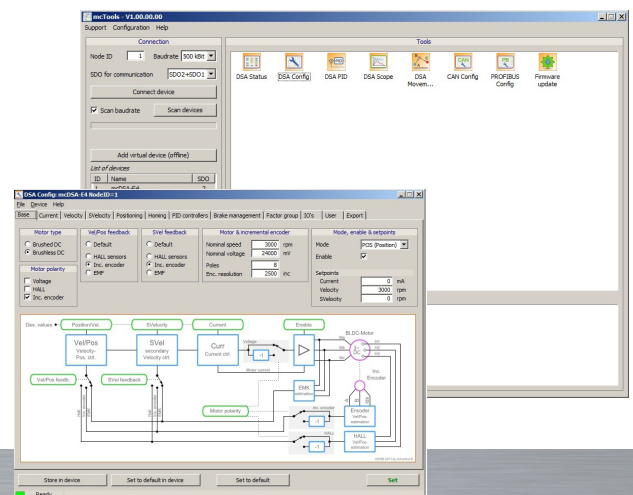 mcTools - V1.00.00.00
Support Configuration Help
Connection
Node ID 1 Baudrate 500 kBit
SDO for communication SDO2+SDO1
Connect device
Scan baudrate Scan devices
Add virtual device (offline)
List of devices
ID Name SDO
1 mcDSA-E4 2
Tools
DSA Status DSA Config DSA PID DSA Scope DSA Movem... CAN Config PROFIBUS Config Firmware update
DSA Config: mcDSA-E4 NodeID=1
File Device Help
Base Current Velocity SVelocity Positioning Homing PID controllers Brake management Factor group IO's User Export
Motor type
Brushed DC
Brushless DC
Motor polarity
Voltage
HALL
Inc. encoder
Vel/Pos feedback
Default
HALL sensors
Inc. encoder
EMF
SVel feedback
Default
HALL sensors
Inc. encoder
EMF
Motor & incremental encoder
Nominal speed 3000 rpm
Nominal voltage 24000 mV
Poles 8
Enc. resolution 2500 inc
Mode, enable & setpoints
Mode POS (Position)
Enable
Setpoints
Current 0 mA
Velocity 3000 rpm
SVelocity 0 rpm
Des. values Position/Vel. SVelocity Current Enable
BLDC-Motor
Vel/Pos
Velocity-
Pos. ctrl.
SVel
secondary
Velocity ctrl.
Curr
Current ctrl
Voltage
-1
Motor current
3~
DC
Inc.
Encoder
Vel/Pos feedb.
SVel feedback
EMK
estimation
Motor polarity
Inc. encoder
-1
Encoder
Vel/Pos-
estimation
HALL
-1
HALL
Vel/Pos-
estimation
Store in device Set to default in device Set to default Set
Ready